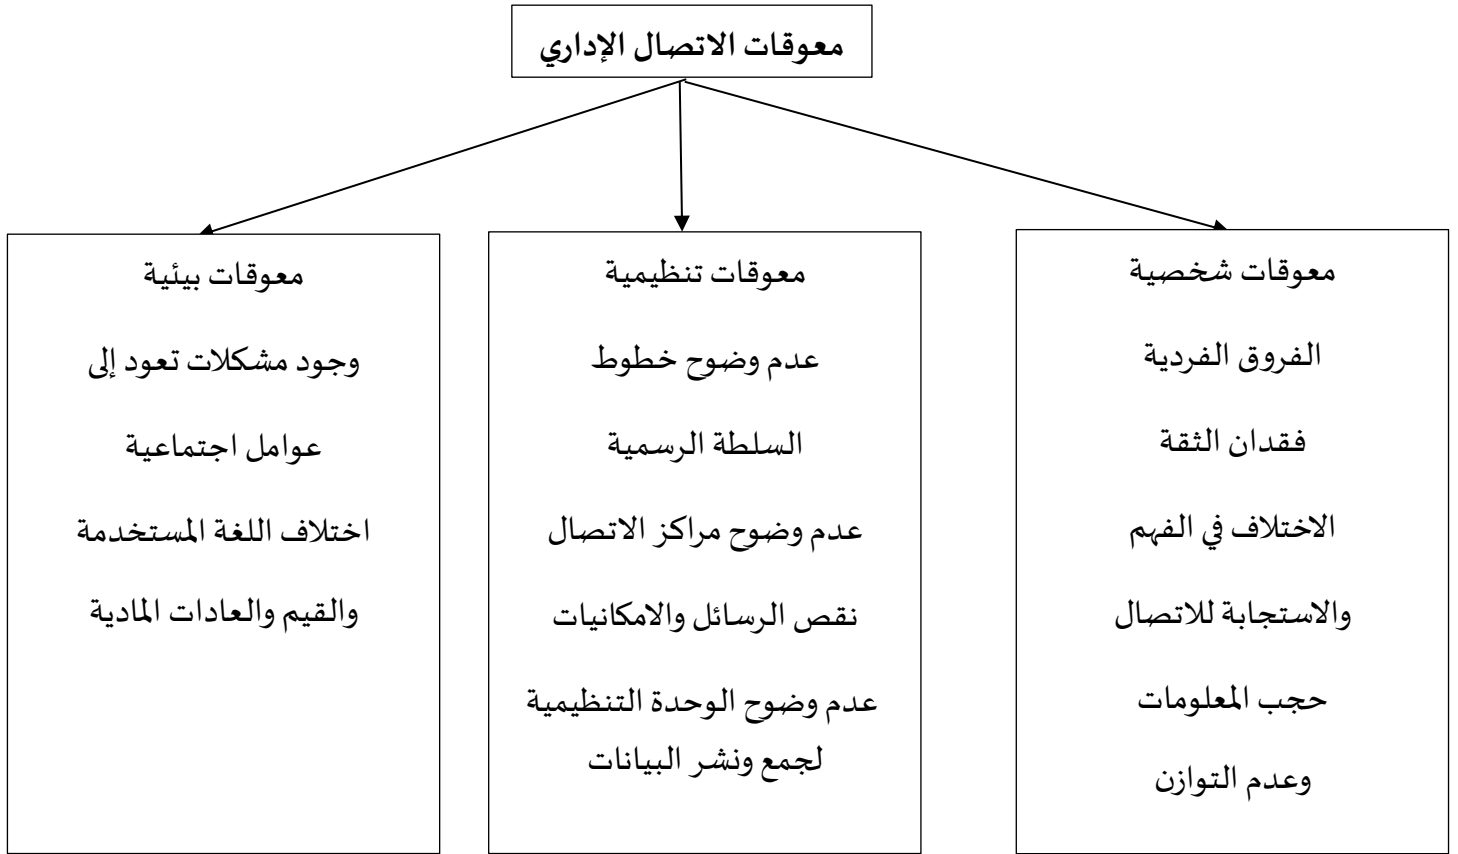 معوقات الاتصال الإداري
معوقات شخصية
الفروق الفردية
فقدان الثقة
الاختلاف في الفهم
والاستجابة للاتصال
حجب المعلومات
وعدم التوازن
معوقات تنظيمية
عدم وضوح خطوط
السلطة الرسمية
عدم وضوح مراكز الاتصال
نقص الرسائل والامكانيات
عدم وضوح الوحدة التنظيمية
لجمع ونشر البيانات
معوقات بيئية
وجود مشكلات تعود إلى
عوامل اجتماعية
اختلاف اللغة المستخدمة
والقيم والعادات المادية